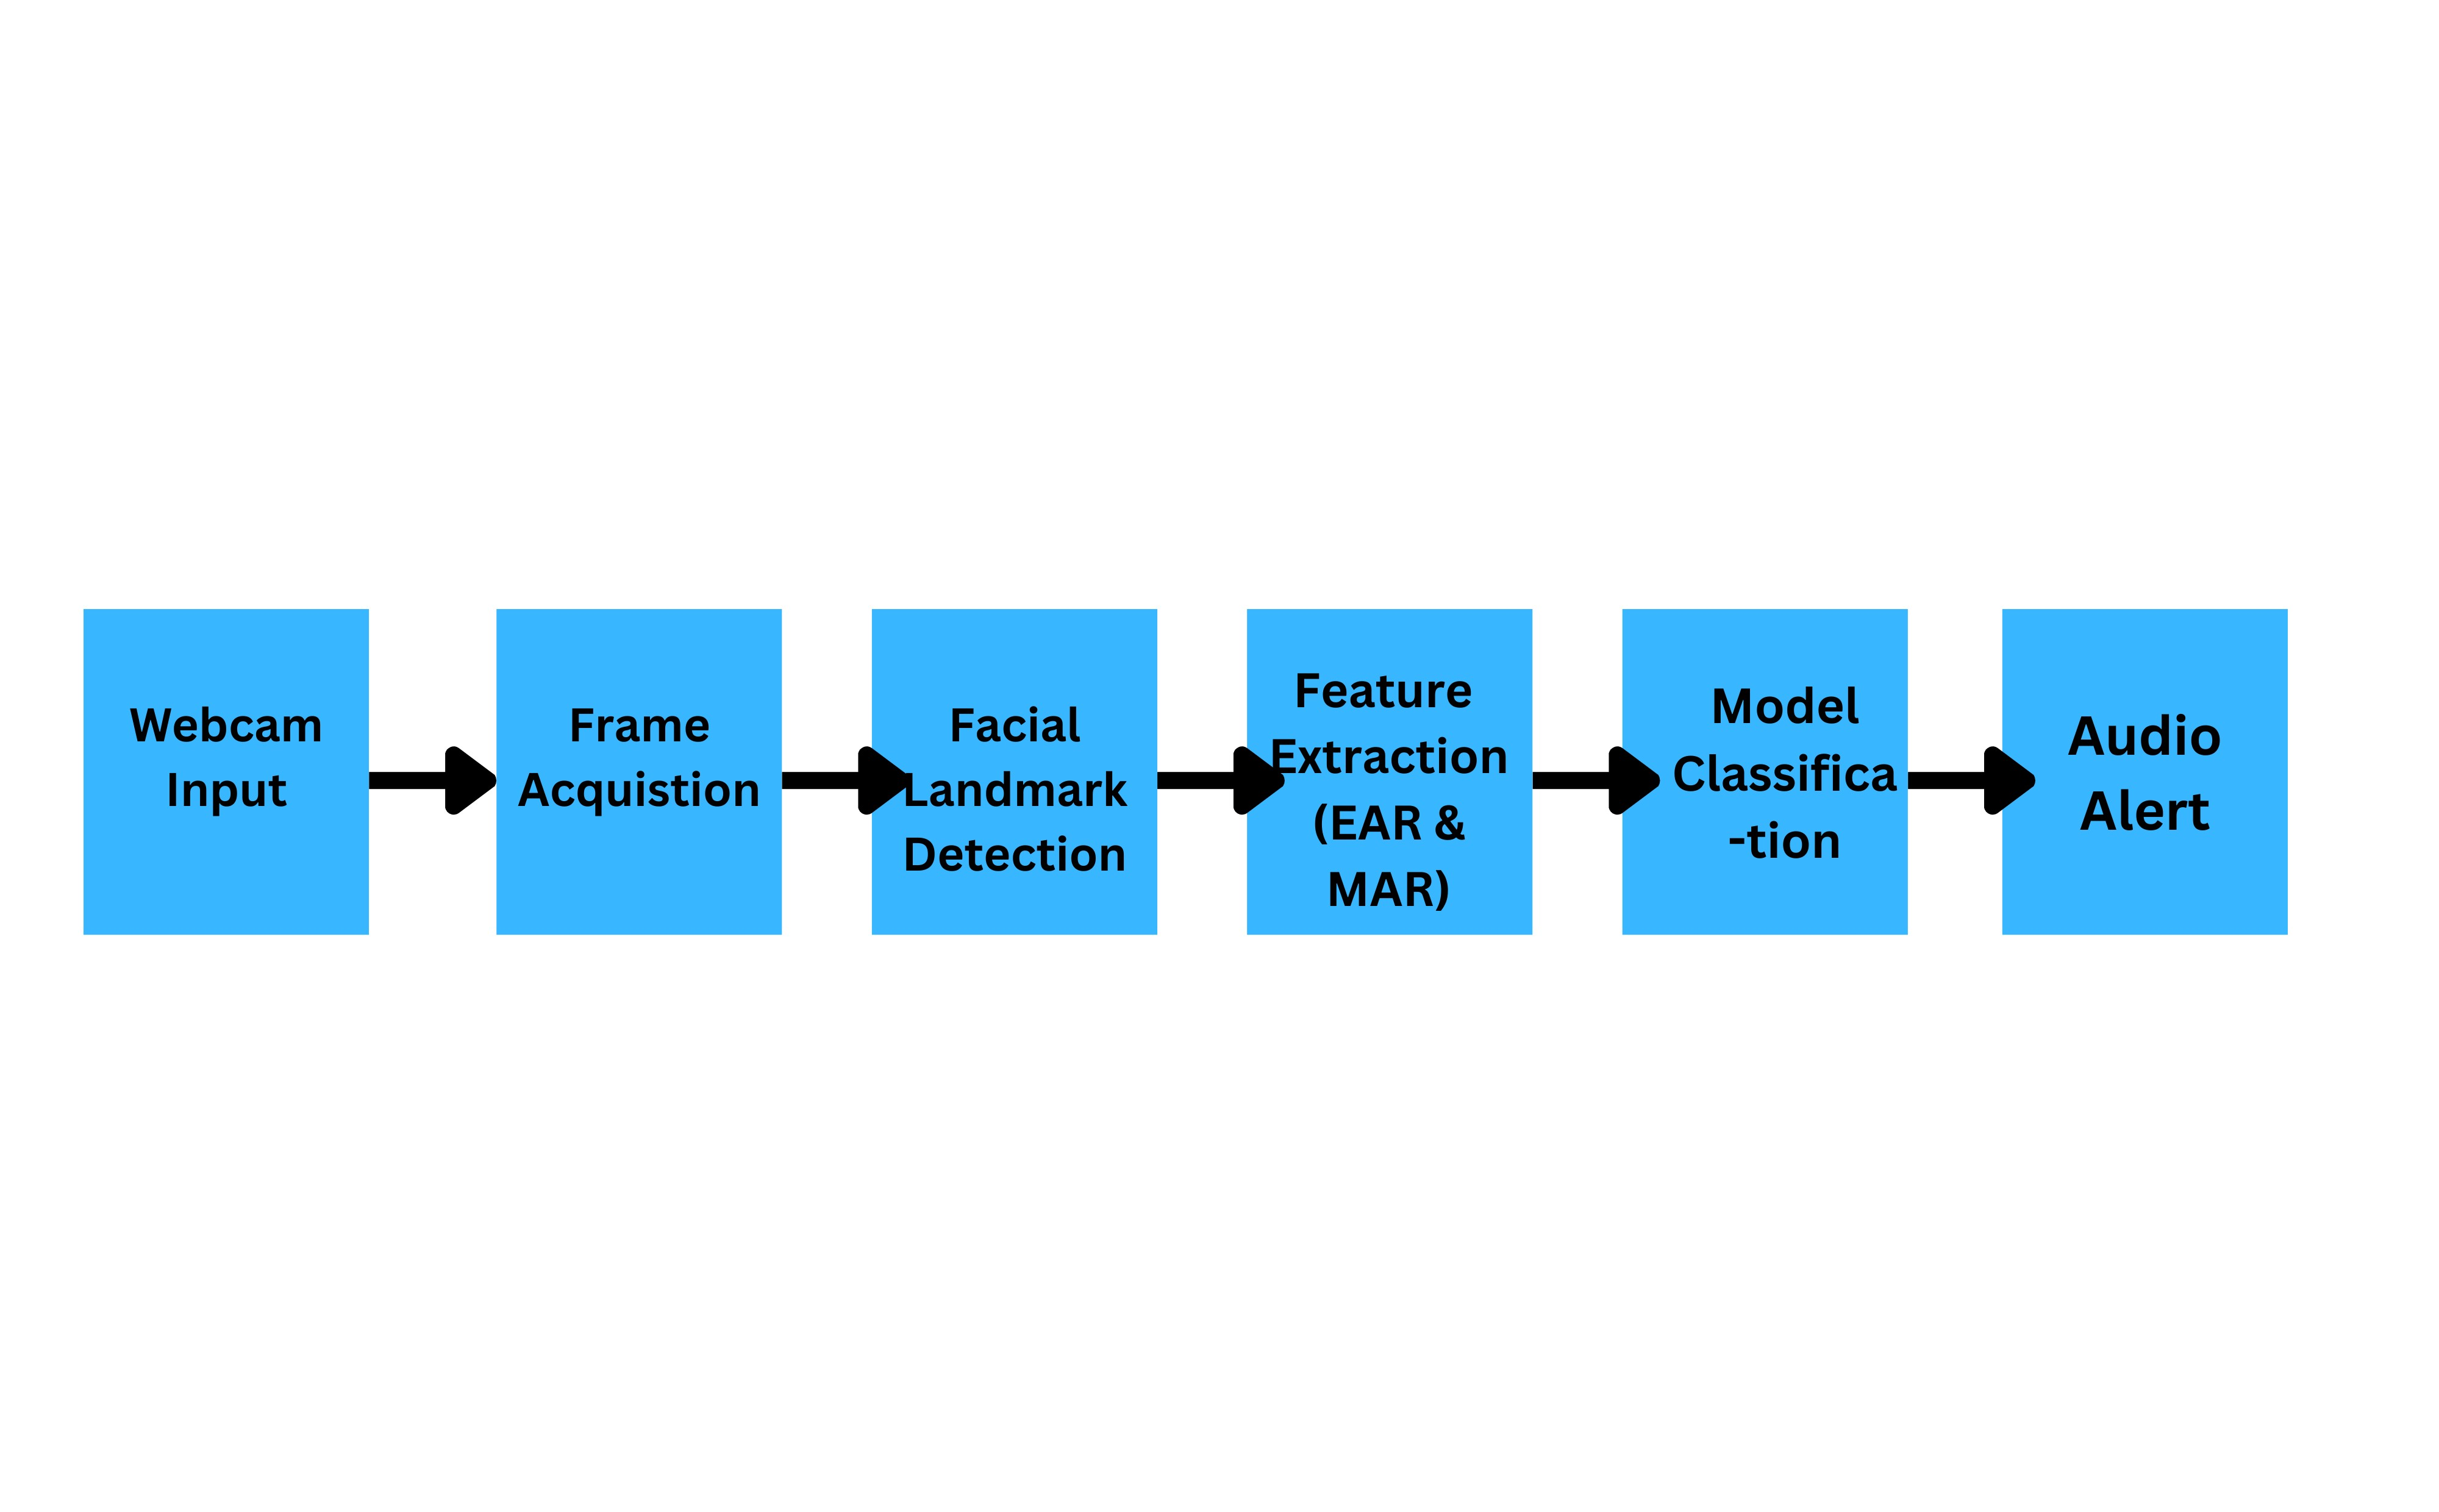 Webcam
Input
Frame
Acquistion
Facial
Landmark
Detection
Feature
Extraction
(EAR &
MAR)
Model
Classifica
-tion
Audio
Alert